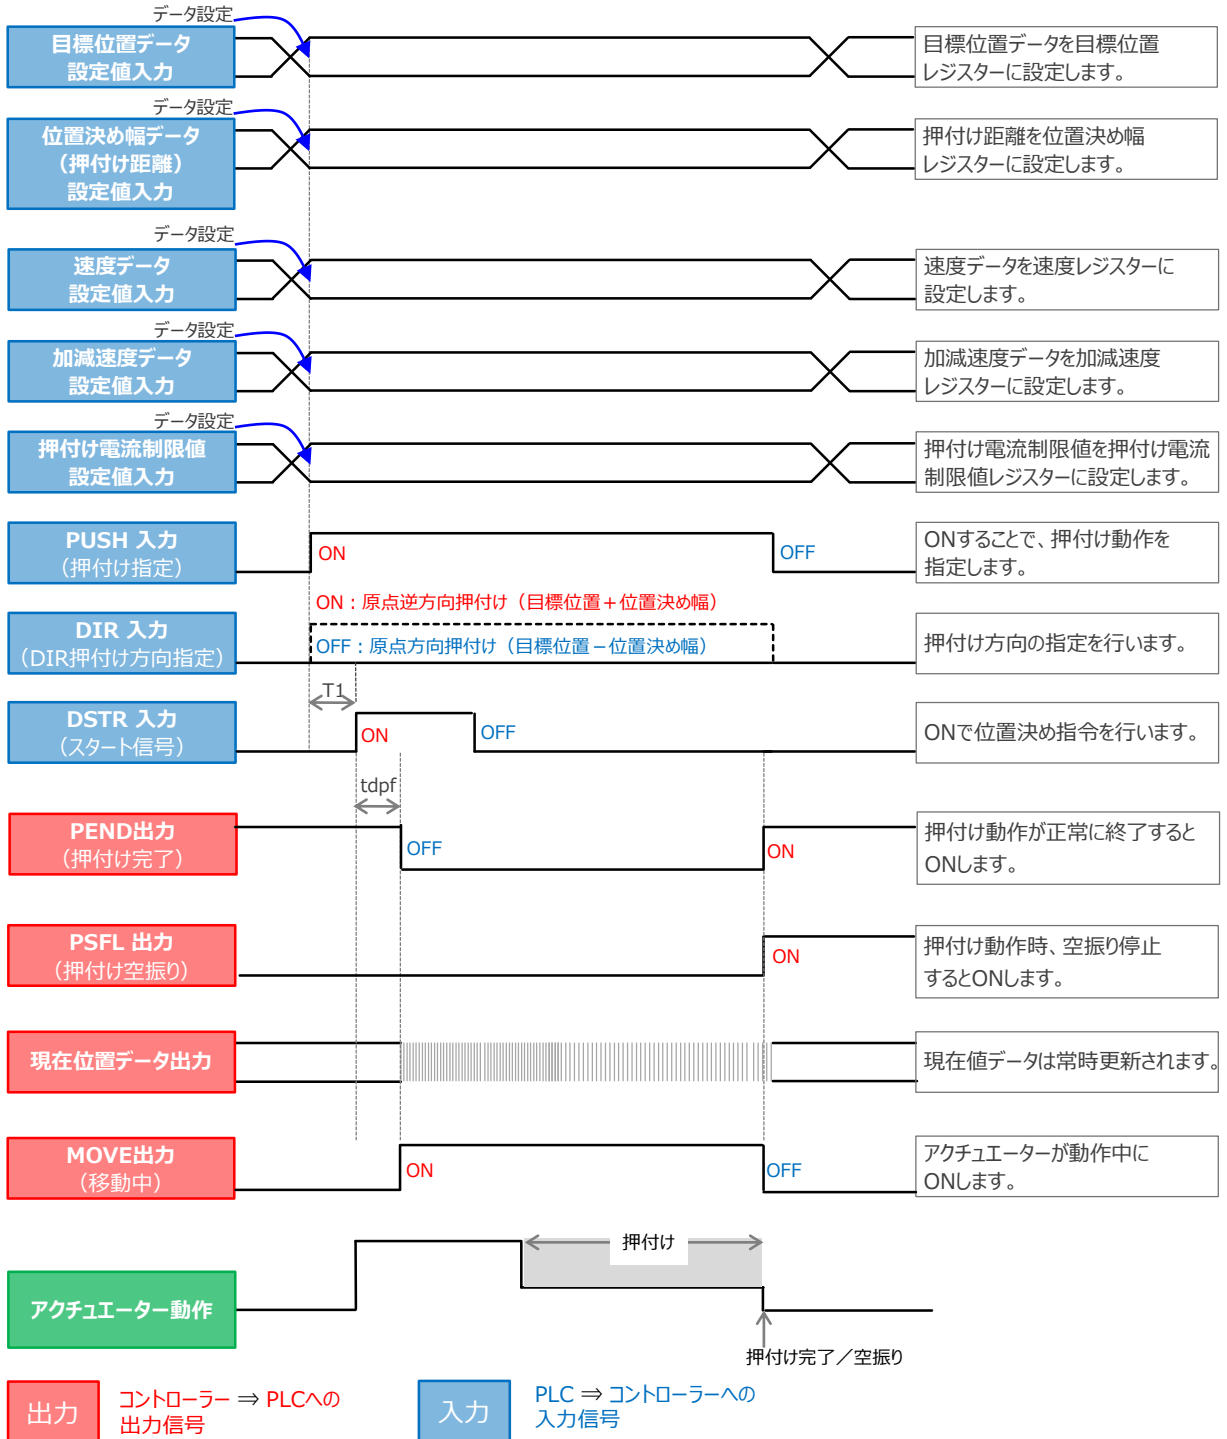 データ設定
目標位置データ
設定値入力
目標位置データを目標位置
レジスターに設定します。
データ設定
位置決め幅データ
（押付け距離）
設定値入力
押付け距離を位置決め幅
レジスターに設定します。
データ設定
速度データ
設定値入力
速度データを速度レジスターに
設定します。
データ設定
加減速度データ
設定値入力
加減速度データを加減速度
レジスターに設定します。
データ設定
押付け電流制限値
設定値入力
押付け電流制限値を押付け電流
制限値レジスターに設定します。
PUSH 入力
（押付け指定）
ON
OFF
ONすることで、押付け動作を
指定します。
ON：原点逆方向押付け（目標位置＋位置決め幅）
DIR 入力
（DIR押付け方向指定）
OFF：原点方向押付け（目標位置－位置決め幅）
押付け方向の指定を行います。
T1
DSTR 入力
（スタート信号）
ON
OFF
ONで位置決め指令を行います。
tdpf
PEND出力
（押付け完了）
OFF
ON
押付け動作が正常に終了すると
ONします。
PSFL 出力
（押付け空振り）
ON
押付け動作時、空振り停止
するとONします。
現在位置データ出力
現在値データは常時更新されます。
MOVE出力
（移動中）
ON
OFF
アクチュエーターが動作中に
ONします。
押付け
アクチュエーター動作
押付け完了／空振り
出力
コントローラー ⇒ PLCへの
出力信号
入力
PLC ⇒ コントローラーへの
入力信号